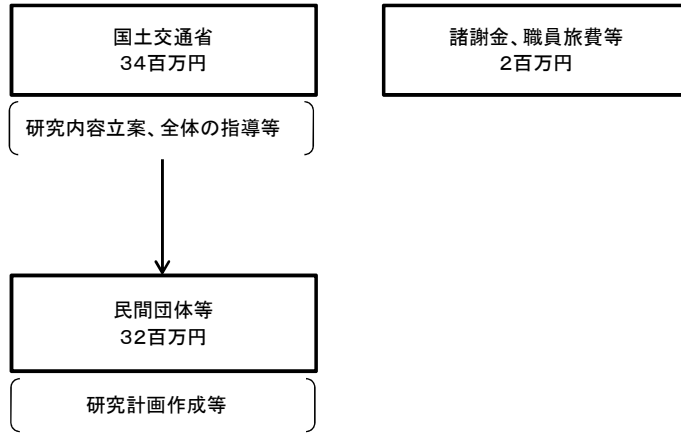 国土交通省
34百万円
諸謝金、職員旅費等
2百万円
研究内容立案、全体の指導等
民間団体等
32百万円
研究計画作成等